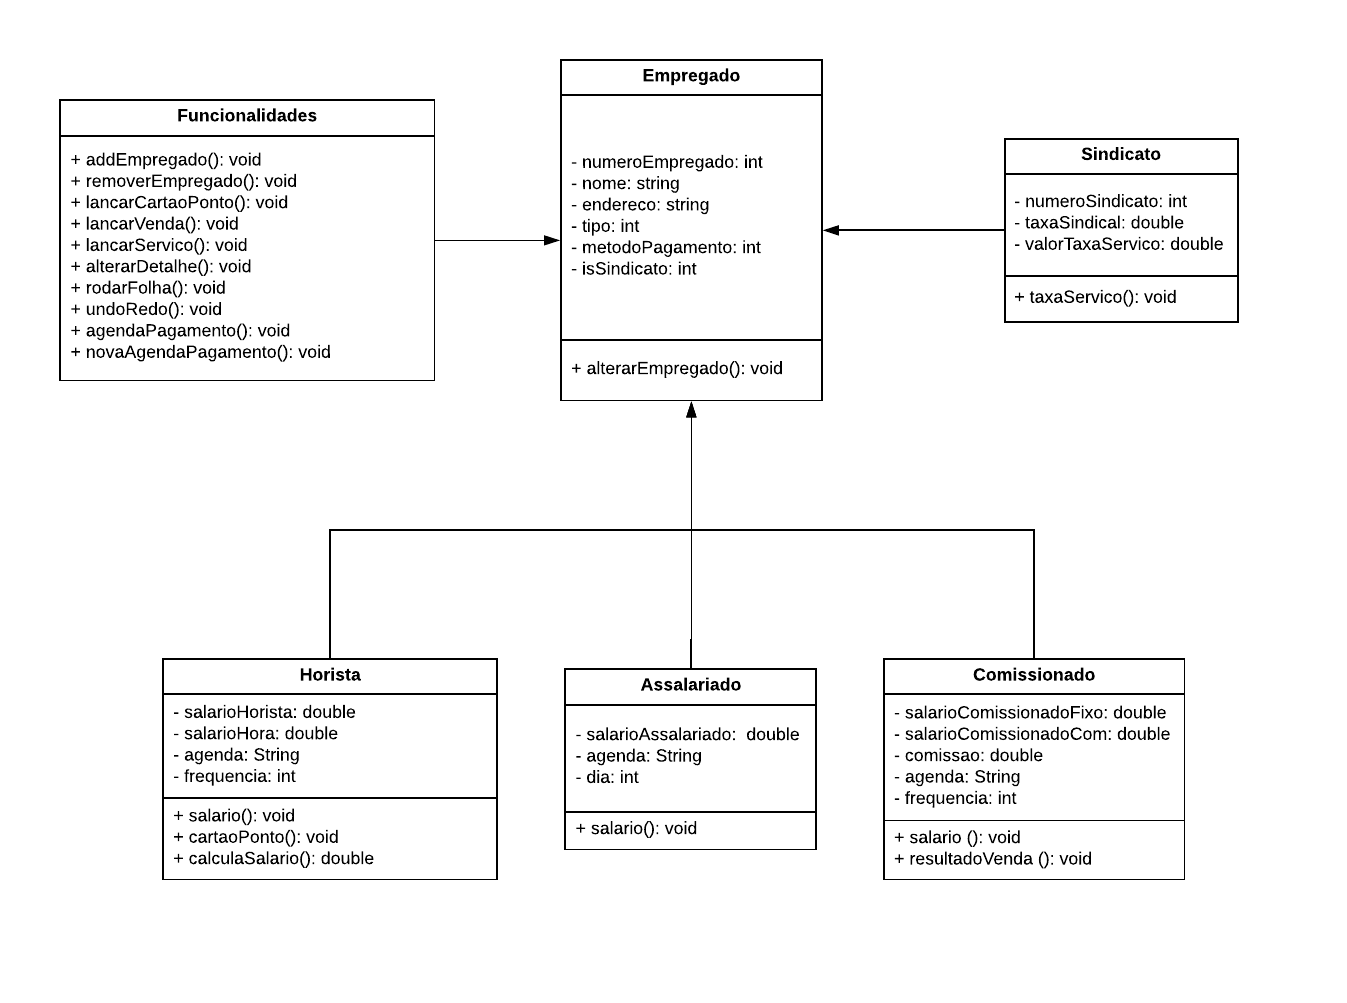 Empregado
- numeroEmpregado: int
- nome: string
- endereco: string
- tipo: int
- metodoPagamento: int
- isSindicato: int
+ alterarEmpregado(): void
Funcionalidades
+ addEmpregado(): void
+ removerEmpregado(): void
+ lancarCartaoPonto(): void
+ lancarVenda(): void
+ lancarServico(): void
+ alterarDetalhe(): void
+ rodarFolha(): void
+ undoRedo(): void
+ agendaPagamento(): void
+ novaAgendaPagamento(): void
Sindicato
- numeroSindicato: int
- taxaSindical: double
- valorTaxaServico: double
+ taxaServico(): void
Horista
- salarioHorista: double
- salarioHora: double
- agenda: String
- frequencia: int
+ salario(): void
+ cartaoPonto(): void
+ calculaSalario(): double
Assalariado
- salarioAssalariado:  double
- agenda: String
- dia: int
+ salario(): void
Comissionado
- salarioComissionadoFixo: double
- salarioComissionadoCom: double
- comissao: double
- agenda: String
- frequencia: int
+ salario (): void
+ resultadoVenda (): void